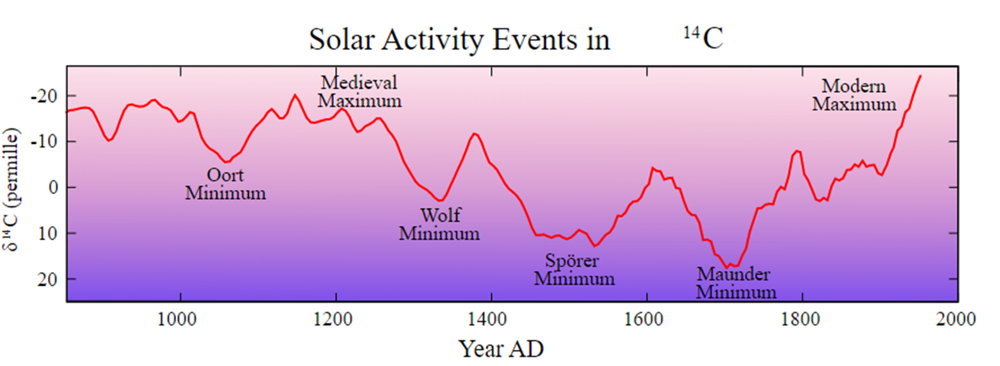 Solar Activity Events in ¹⁴C
δ ¹⁴C (permille)
-20
-10
0
10
20
Medieval
Maximum
Modern
Maximum
Oort
Minimum
Wolf
Minimum
Spörer
Minimum
Maunder
Minimum
1000 1200 1400 1600 1800 2000
Year AD